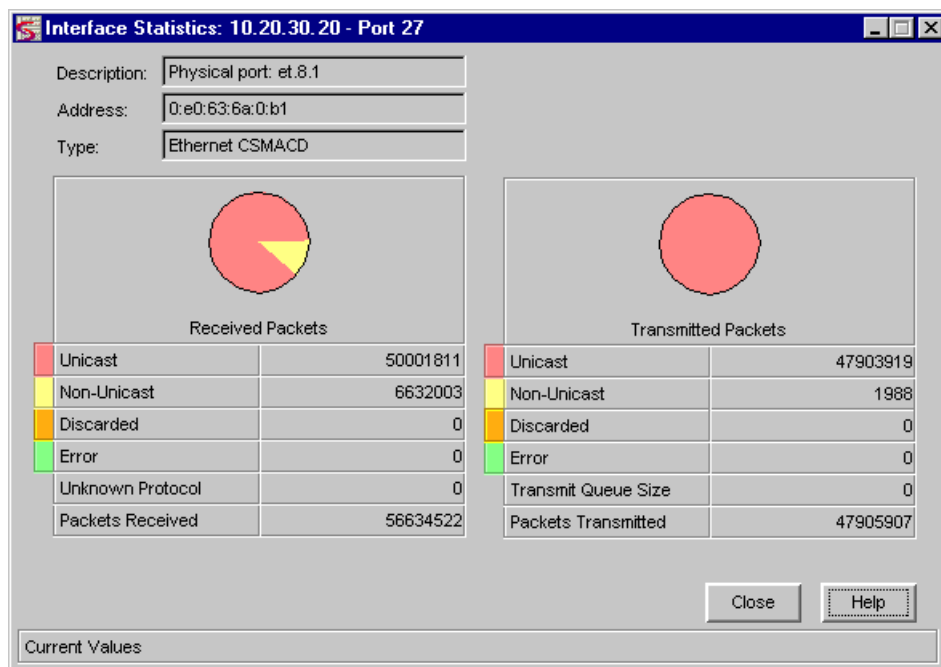 Interface Statistics: 10.20.30.20 - Port 27
Description: Physical port: et.8.1
Address: 0:e0:63:6a:0:b1
Type: Ethernet CSMACD
Received Packets
Unicast 50001811
Non-Unicast 6632003
Discarded 0
Error 0
Unknown Protocol 0
Packets Received 56634522
Transmitted Packets
Unicast 47903919
Non-Unicast 1988
Discarded 0
Error 0
Transmit Queue Size 0
Packets Transmitted 47905907
Close Help
Current Values